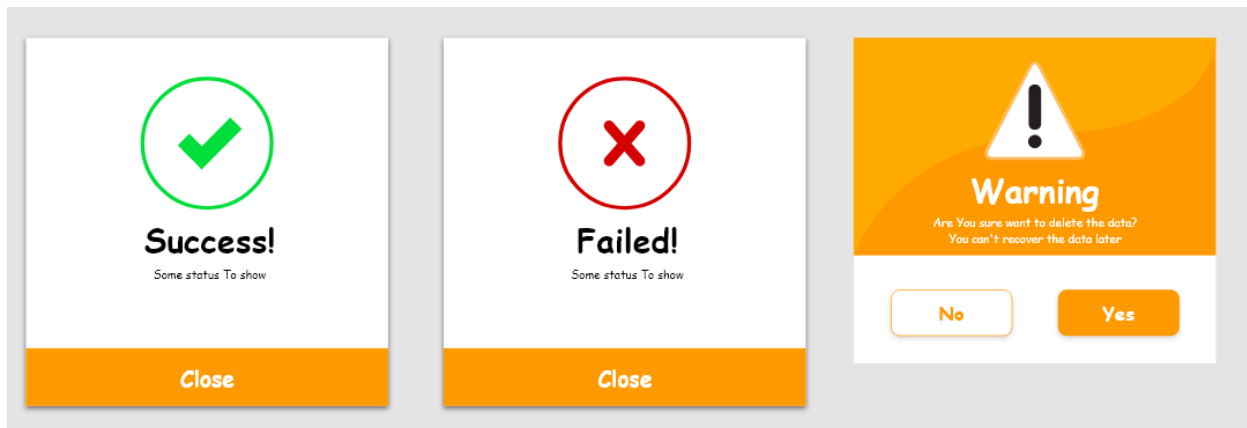 Success!
Some status To show
Close
Failed!
Some status To show
Close
Warning
Are You sure want to delete the data?
You can't recover the data later
No
Yes